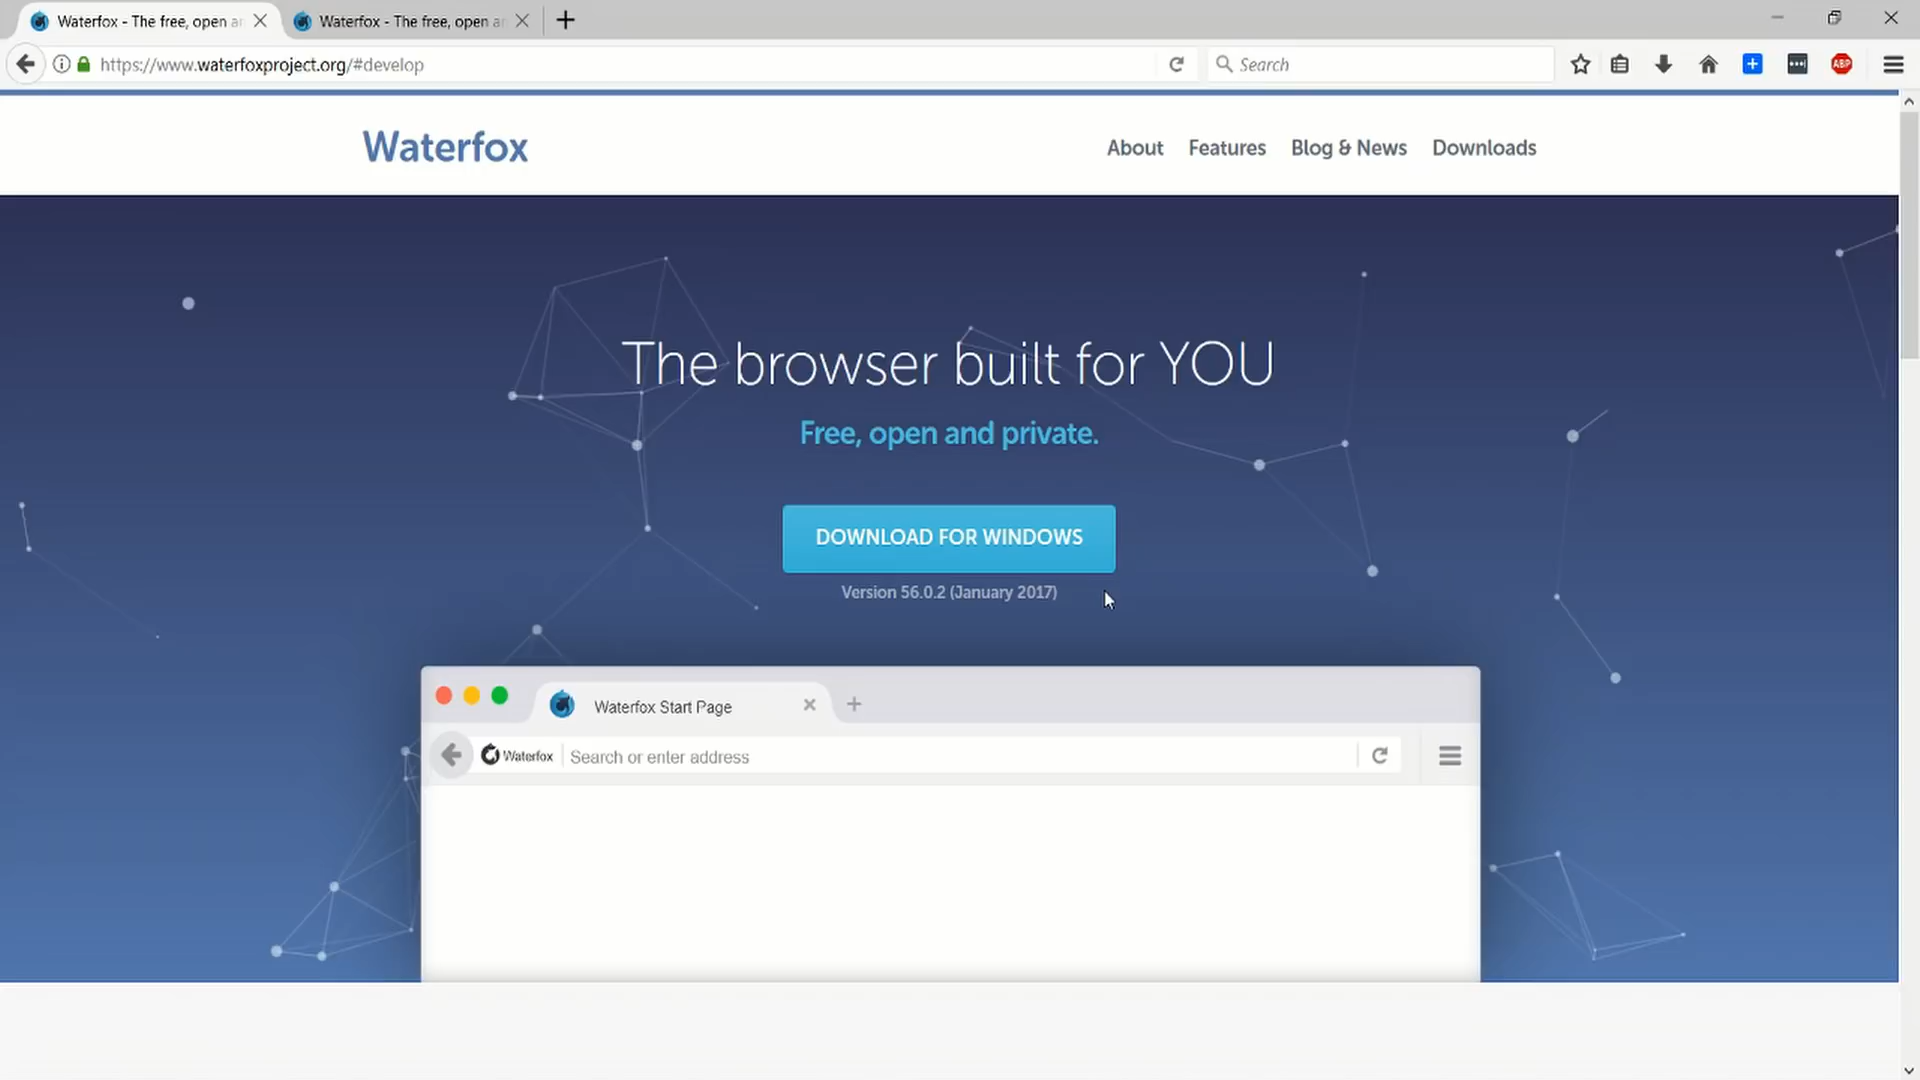 Waterfox - The free, open a
Waterfox - The free, open a
https://www.waterfoxproject.org/#develop
Search
ABP
Waterfox
About
Features
Blog & News
Downloads
The browser built for YOU
Free, open and private.
DOWNLOAD FOR WINDOWS
Version 56.0.2 (January 2017)
Waterfox Start Page
Waterfox
Search or enter address